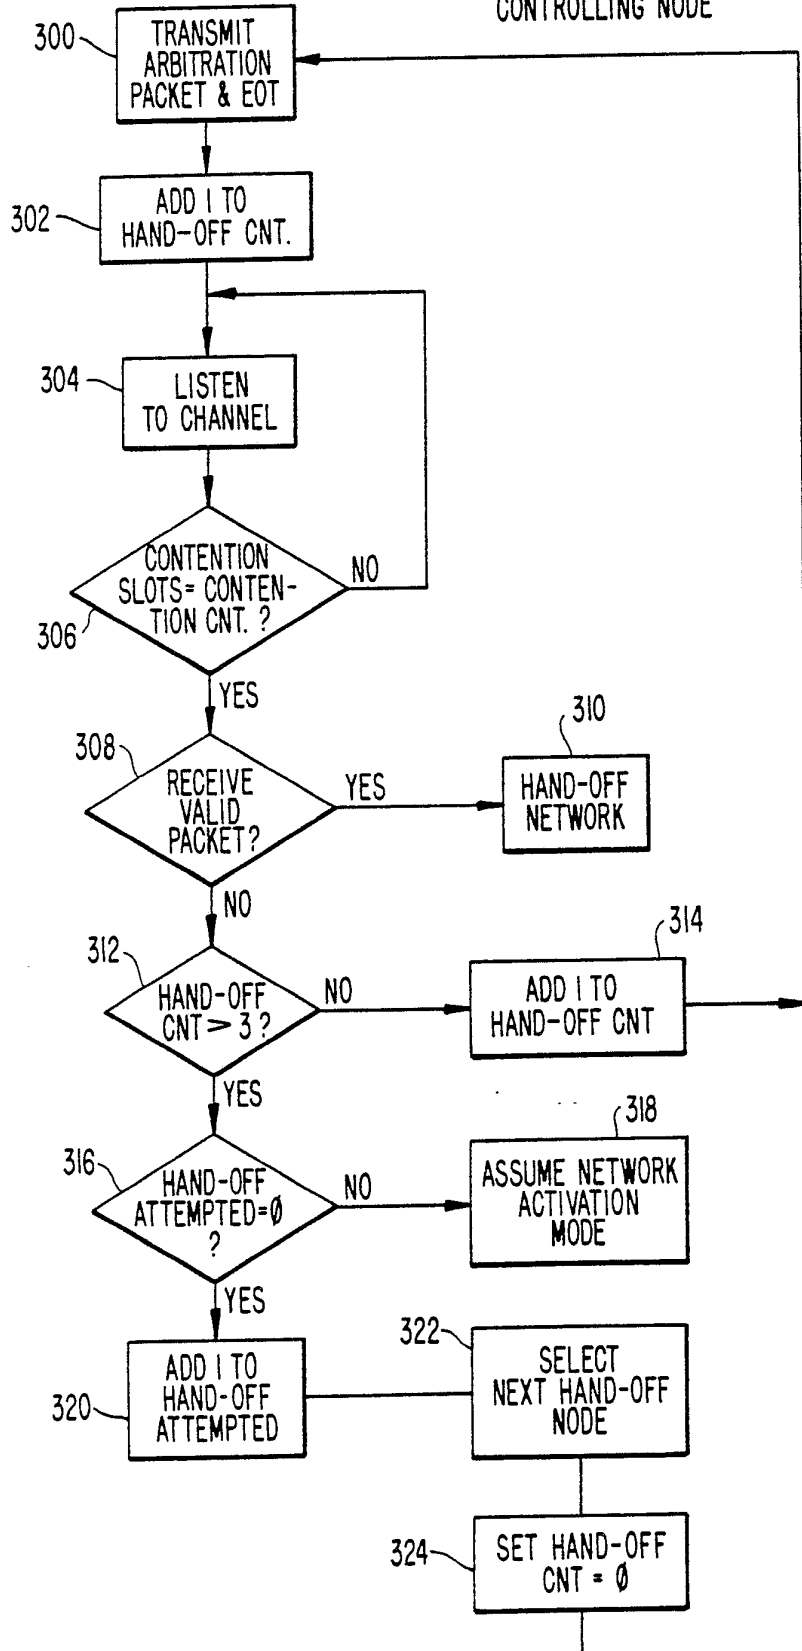 CONTROLLING NODE
300
TRANSMIT
ARBITRATION
PACKET & EOT
302
ADD 1 TO
HAND-OFF CNT.
304
LISTEN
TO CHANNEL
CONTENTION
SLOTS = CONTEN-
TION CNT. ?
NO
306
YES
308
RECEIVE
VALID
PACKET?
YES
310
HAND-OFF
NETWORK
NO
312
HAND-OFF
CNT > 3 ?
NO
314
ADD 1 TO
HAND-OFF CNT
YES
316
HAND-OFF
ATTEMPTED=Ø
?
NO
318
ASSUME NETWORK
ACTIVATION
MODE
YES
320
ADD 1 TO
HAND-OFF
ATTEMPTED
322
SELECT
NEXT HAND-OFF
NODE
324
SET HAND-OFF
CNT = Ø